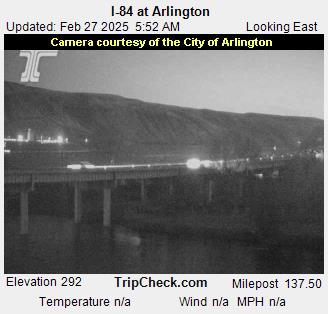 I-84 at Arlington
Updated: Feb 27 2025 5:52 AM Looking East
Camera courtesy of the City of Arlington
Elevation 292 TripCheck.com Milepost 137.50
Temperature n/a Wind n/a MPH n/a